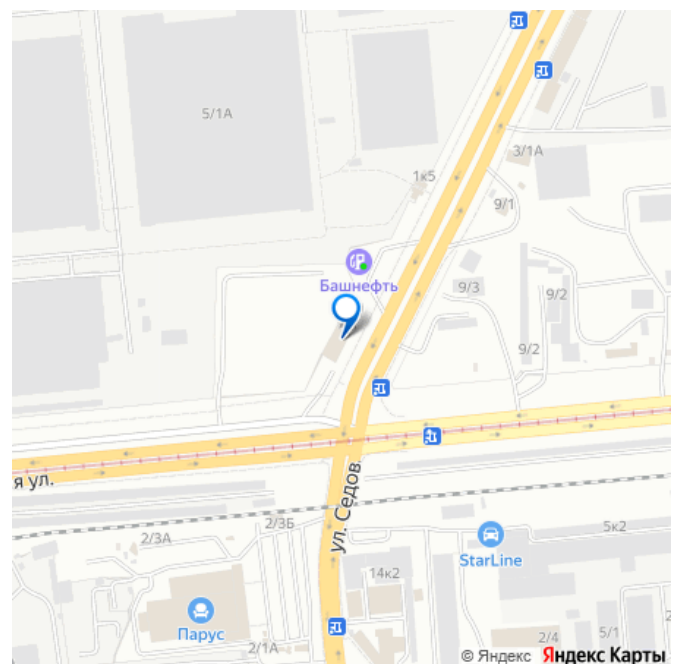 5/1А
3/1А
1к5
9/1
Башнефть
9/3
9/2
9/2
я ул.
ул. Седов.
2/3Б
2/3А
5к2
StarLine
14к2
Парус
2/1А
2/4
5/1
© Яндекс Яндекс Карты